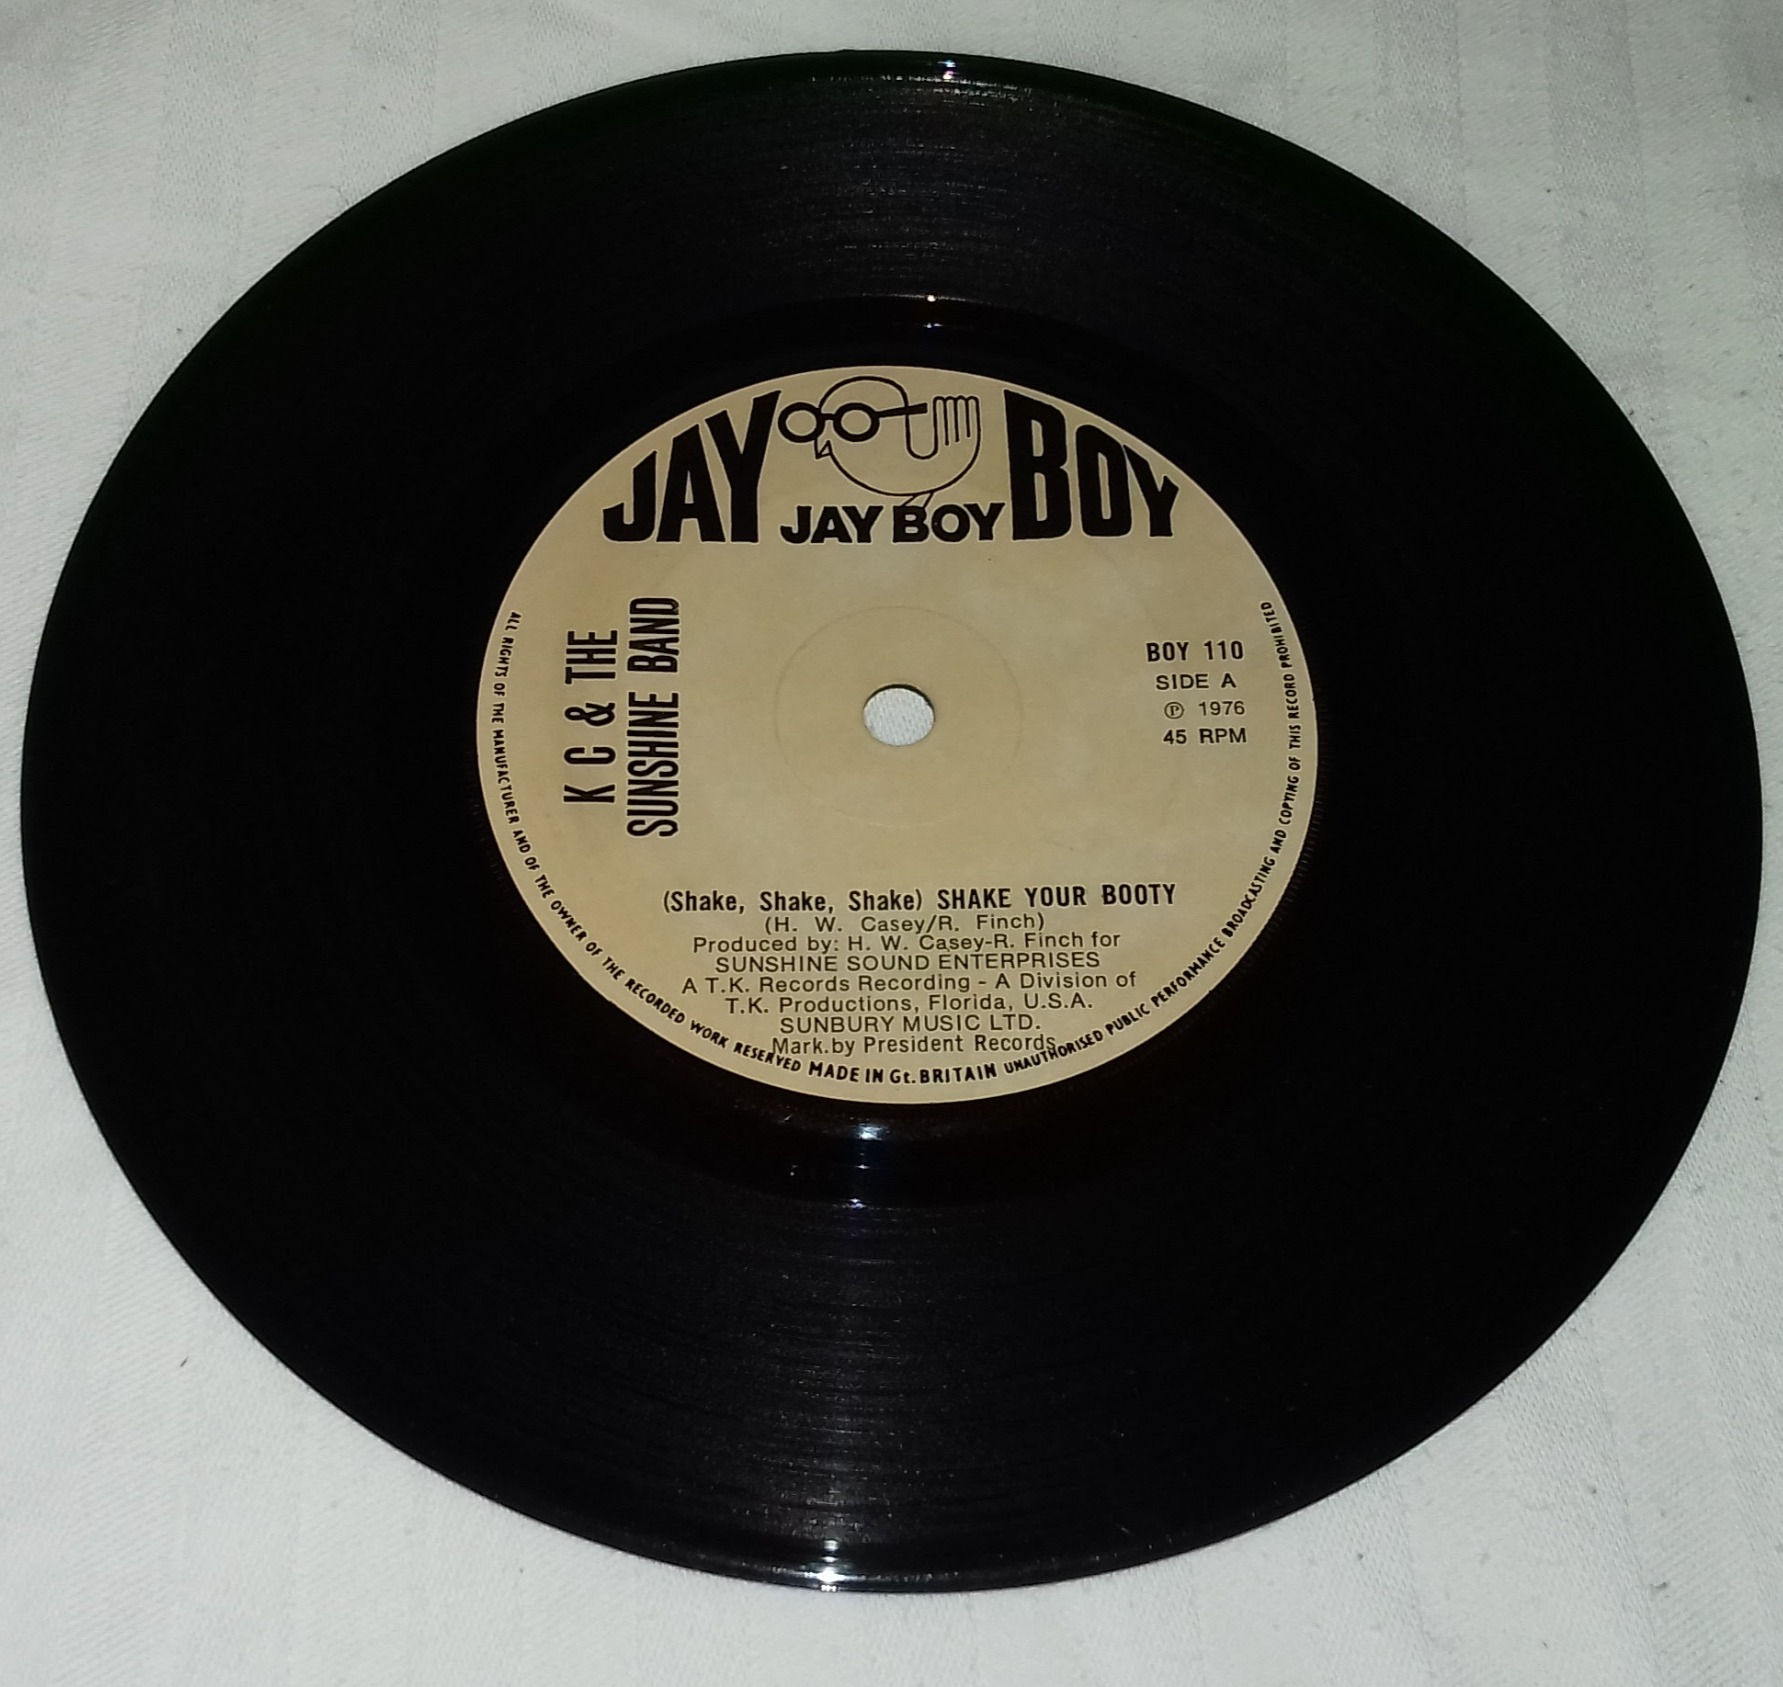 JAY BOY
JAY BOY
K C & THE
SUNSHINE BAND
BOY 110
SIDE A
Ⓟ 1976
45 RPM
(Shake, Shake, Shake) SHAKE YOUR BOOTY
(H. W. Casey/R. Finch)
Produced by: H. W. Casey-R. Finch for
SUNSHINE SOUND ENTERPRISES
A T.K. Records Recording - A Division of
T.K. Productions, Florida, U.S.A.
SUNBURY MUSIC LTD.
Mark.by President Records
ALL RIGHTS OF THE MANUFACTURER AND OF THE OWNER OF THE RECORDED WORK RESERVED MADE IN Gt. BRITAIN UNAUTHORISED PUBLIC PERFORMANCE BROADCASTING AND COPYING OF THIS RECORD PROHIBITED